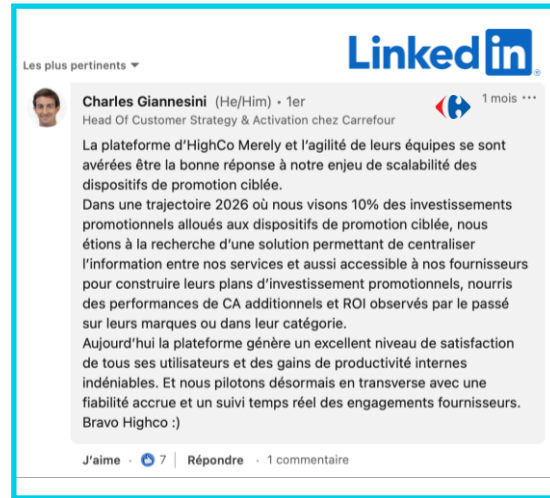 Linked in
Les plus pertinents
Charles Giannesini (He/Him) • 1er
1 mois
Head Of Customer Strategy & Activation chez Carrefour
La plateforme d'HighCo Merely et l'agilité de leurs équipes se sont
avérées être la bonne réponse à notre enjeu de scalabilité des
dispositifs de promotion ciblée.
Dans une trajectoire 2026 où nous visons 10% des investissements
promotionnels alloués aux dispositifs de promotion ciblée, nous
étions à la recherche d'une solution permettant de centraliser
l'information entre nos services et aussi accessible à nos fournisseurs
pour construire leurs plans d'investissement promotionnels, nourris
des performances de CA additionnels et ROI observés par le passé
sur leurs marques ou dans leur catégorie.
Aujourd'hui la plateforme génère un excellent niveau de satisfaction
de tous ses utilisateurs et des gains de productivité internes
indéniables. Et nous pilotons désormais en transverse avec une
fiabilité accrue et un suivi temps réel des engagements fournisseurs.
Bravo Highco :)
J'aime · 7 | Répondre · 1 commentaire